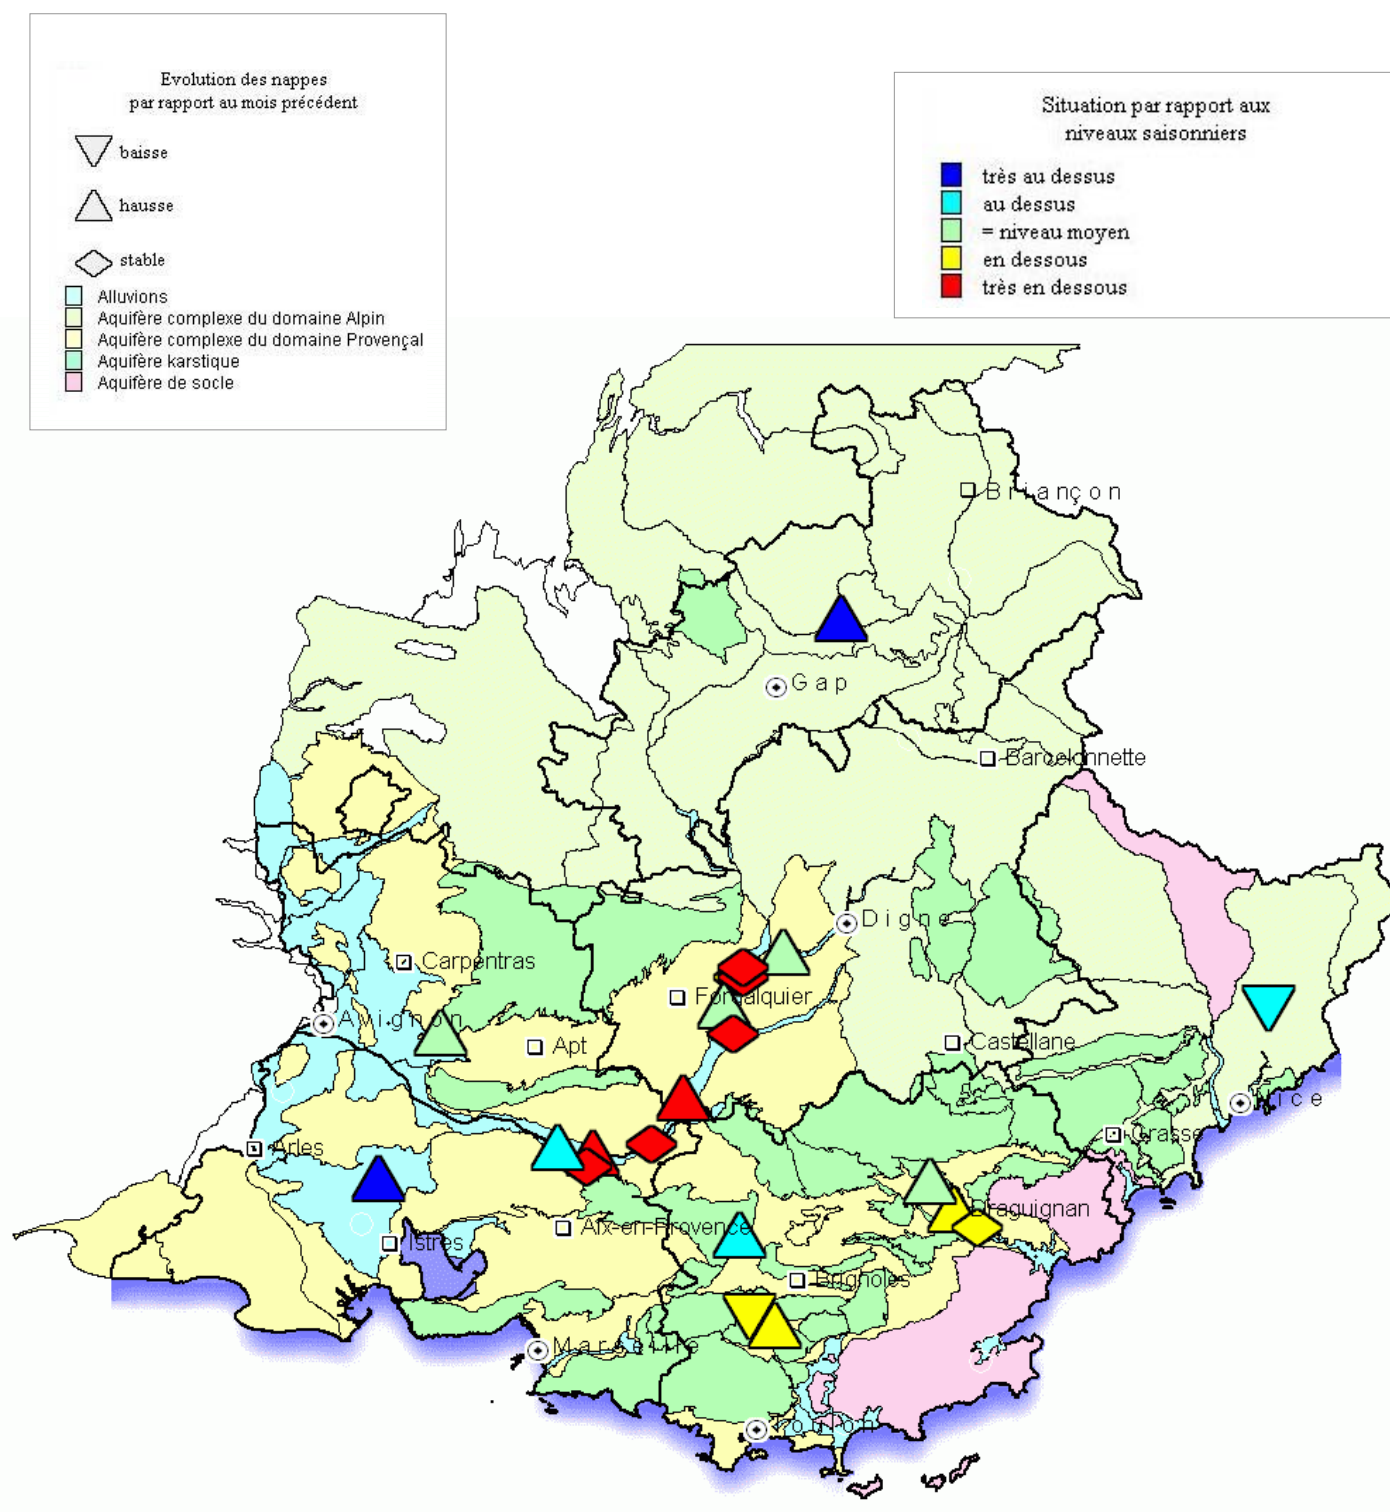 Evolution des nappes
par rapport au mois précédent
baisse
hausse
stable
Alluvions
Aquifère complexe du domaine Alpin
Aquifère complexe du domaine Provençal
Aquifère karstique
Aquifère de socle
Situation par rapport aux
niveaux saisonniers
très au dessus
au dessus
= niveau moyen
en dessous
très en dessous
Briançon
Gap
Barcelonnette
Digne
Carpentras
Forcalquier
Avignon
Apt
Castellane
Nice
Grasse
Arles
Draguignan
Aix-en-Provence
Istres
Brignoles
Marseille
Toulon